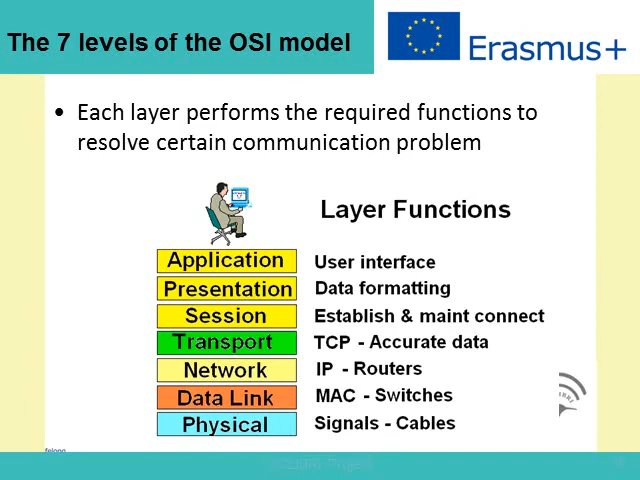 The 7 levels of the OSI model
Erasmus+
• Each layer performs the required functions to
resolve certain communication problem
Layer Functions
Application User interface
Presentation Data formatting
Session Establish & maint connect
Transport TCP - Accurate data
Network IP - Routers
Data Link MAC - Switches
Physical Signals - Cables
felong